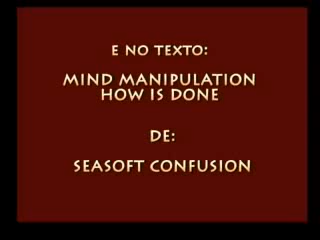 E NO TEXTO:
MIND MANIPULATION
HOW IS DONE
DE:
SEASOFT CONFUSION